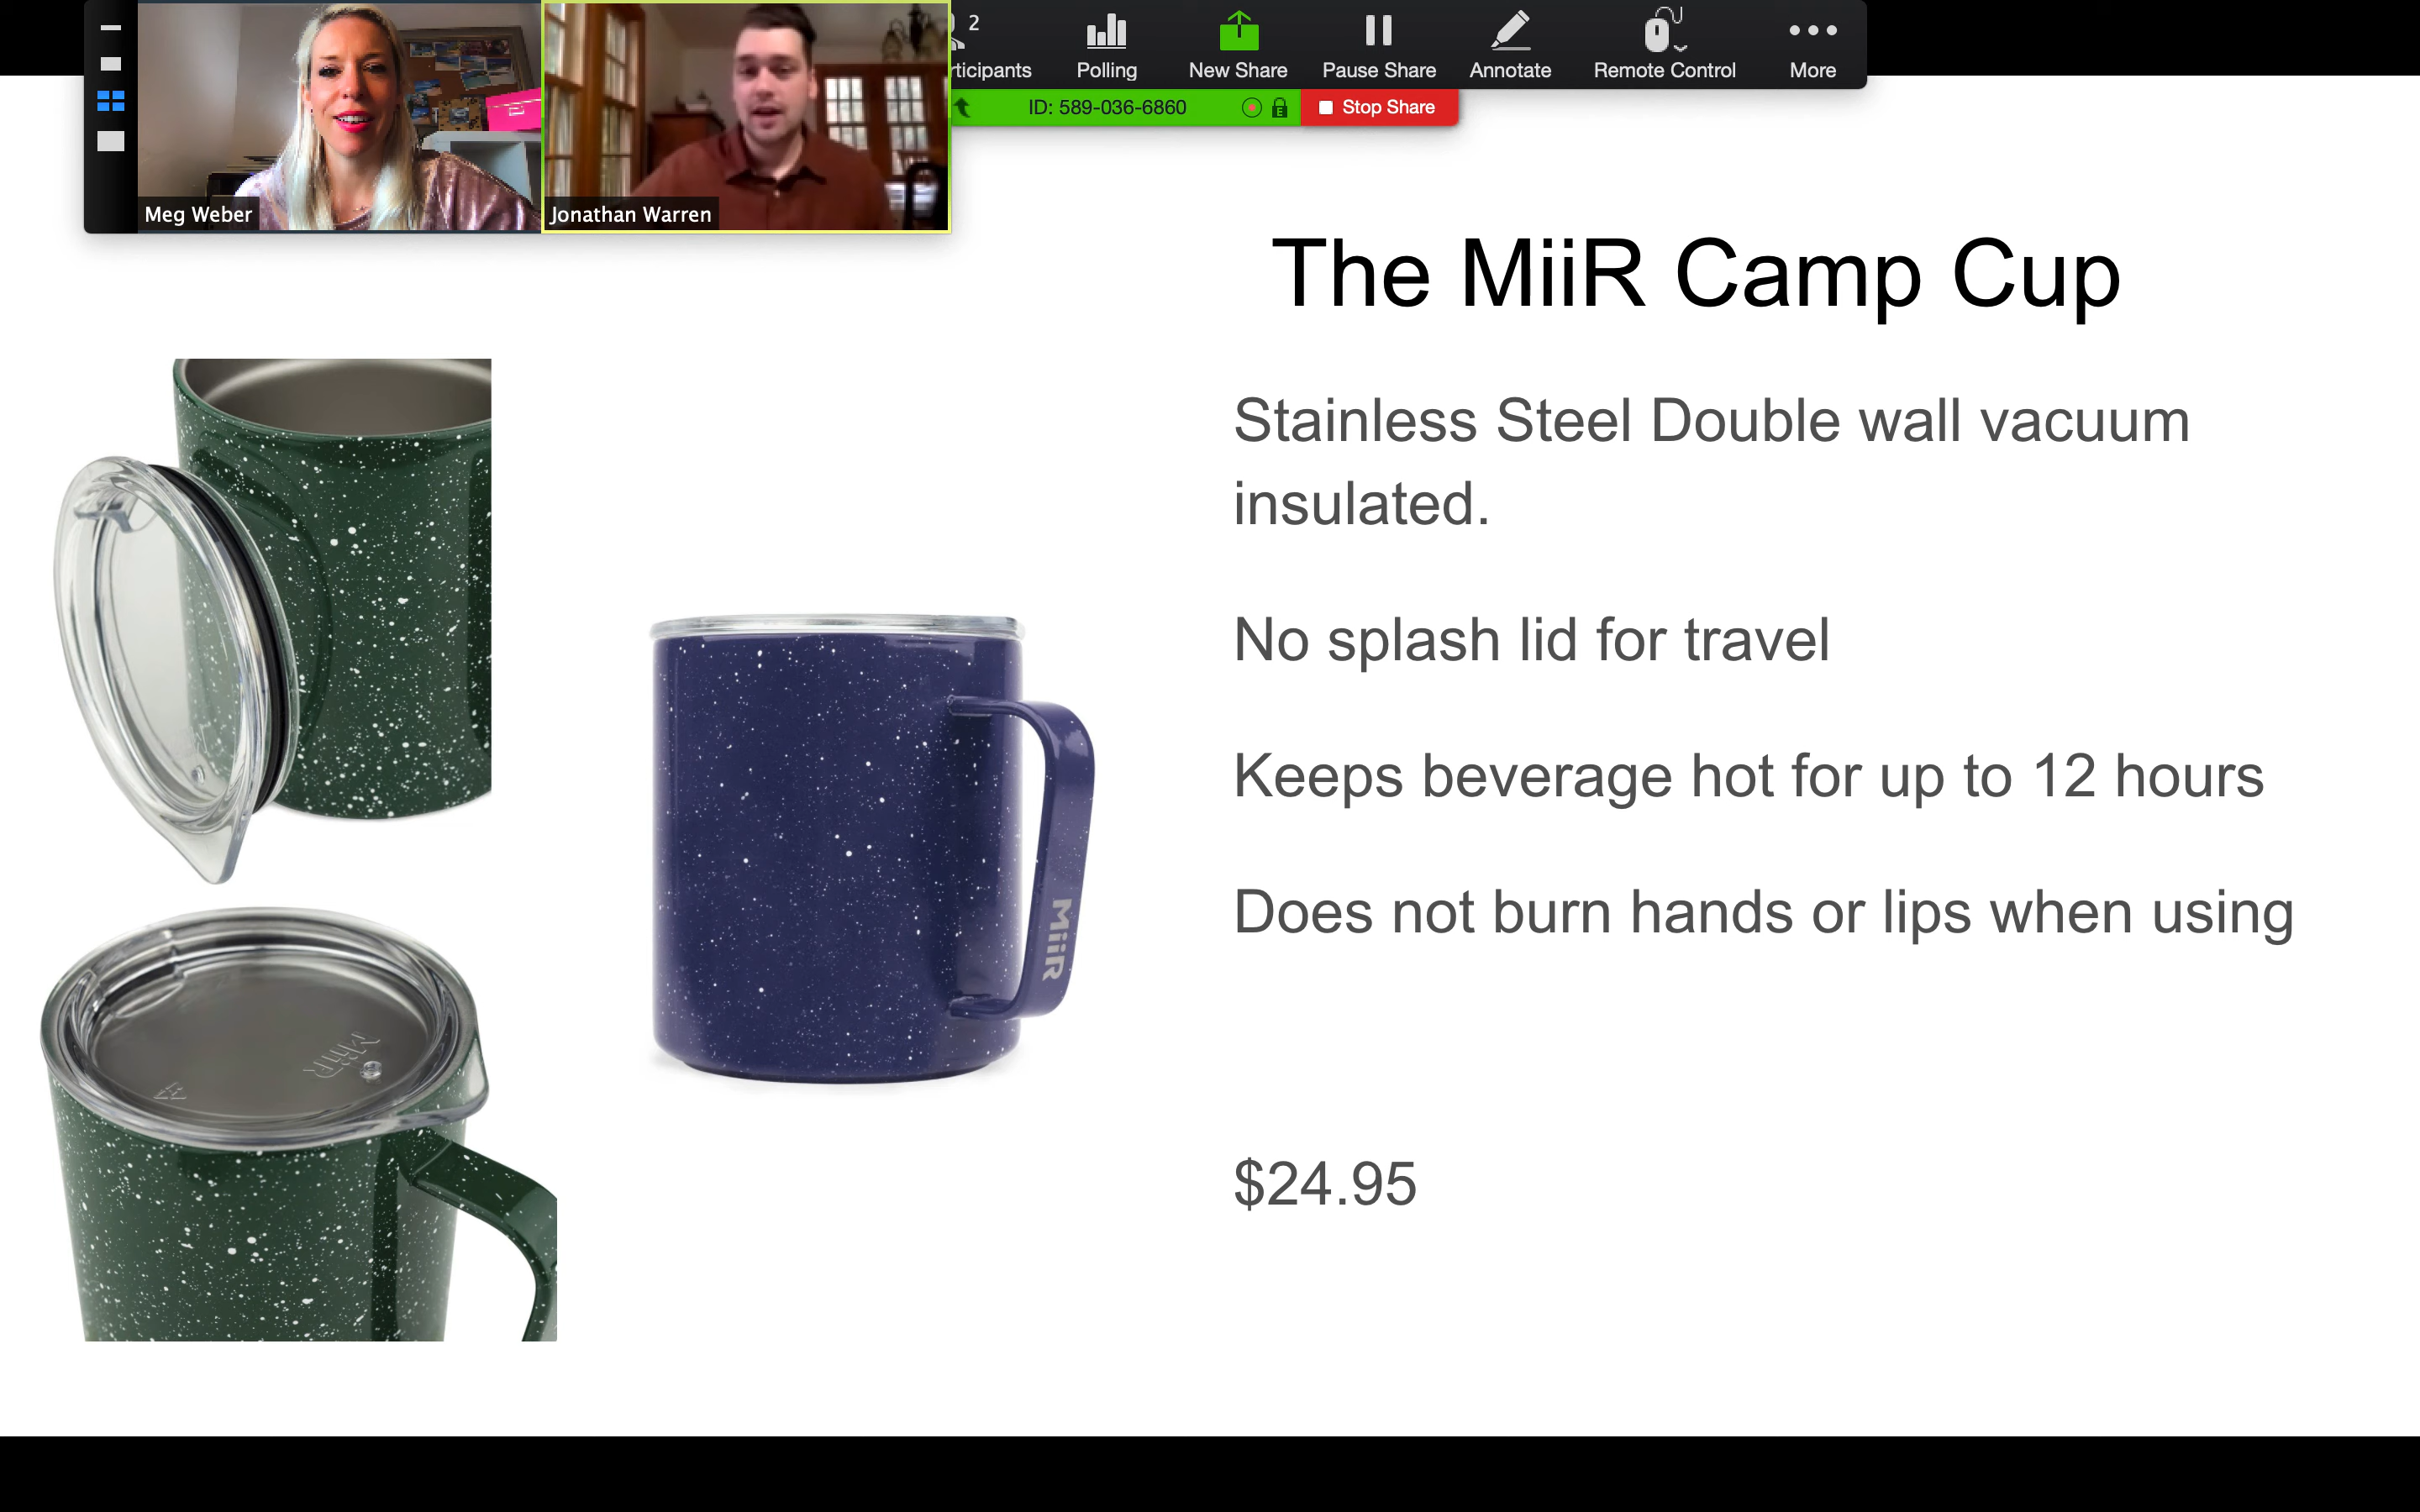 2
rticipants
Polling
New Share
Pause Share
Annotate
Remote Control
More
ID: 589-036-6860
E
Stop Share
Meg Weber
Jonathan Warren
The MiiR Camp Cup
Stainless Steel Double wall vacuum
insulated.
No splash lid for travel
Keeps beverage hot for up to 12 hours
Does not burn hands or lips when using
$24.95
MiiR
MiiR